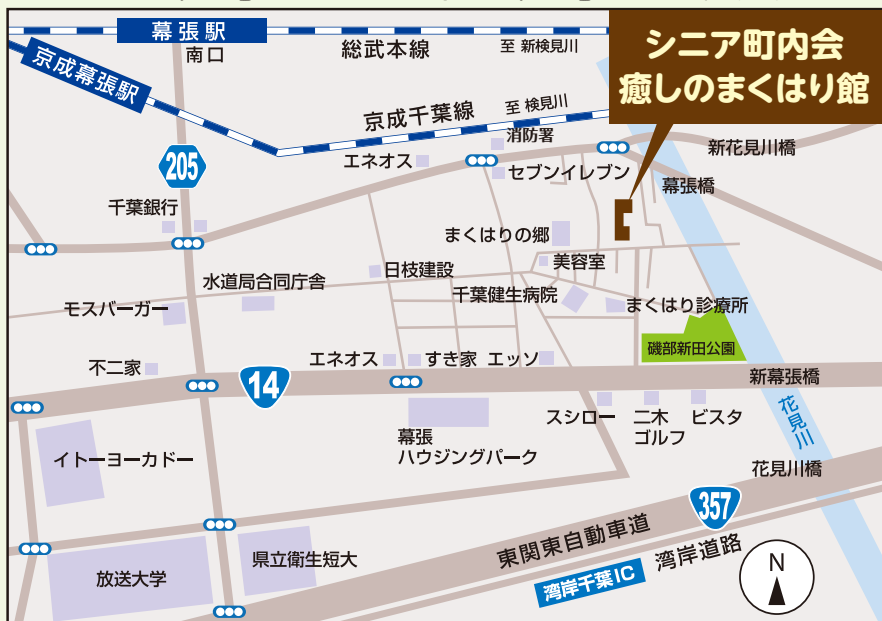 幕張駅
南口
総武本線
至 新検見川
シニア町内会
癒しのまくはり館
京成幕張駅
京成千葉線
至 検見川
消防署
205
エネオス
セブンイレブン
新花見川橋
幕張橋
千葉銀行
まくはりの郷
美容室
日枝建設
水道局合同庁舎
千葉健生病院
まくはり診療所
モスバーガー
磯部新田公園
不二家
エネオス
すき家
エッソ
14
新幕張橋
花見川
スシロー
二木
ゴルフ
ビスタ
幕張
ハウジングパーク
イトーヨーカドー
花見川橋
357
東関東自動車道
湾岸道路
湾岸千葉IC
県立衛生短大
放送大学
N